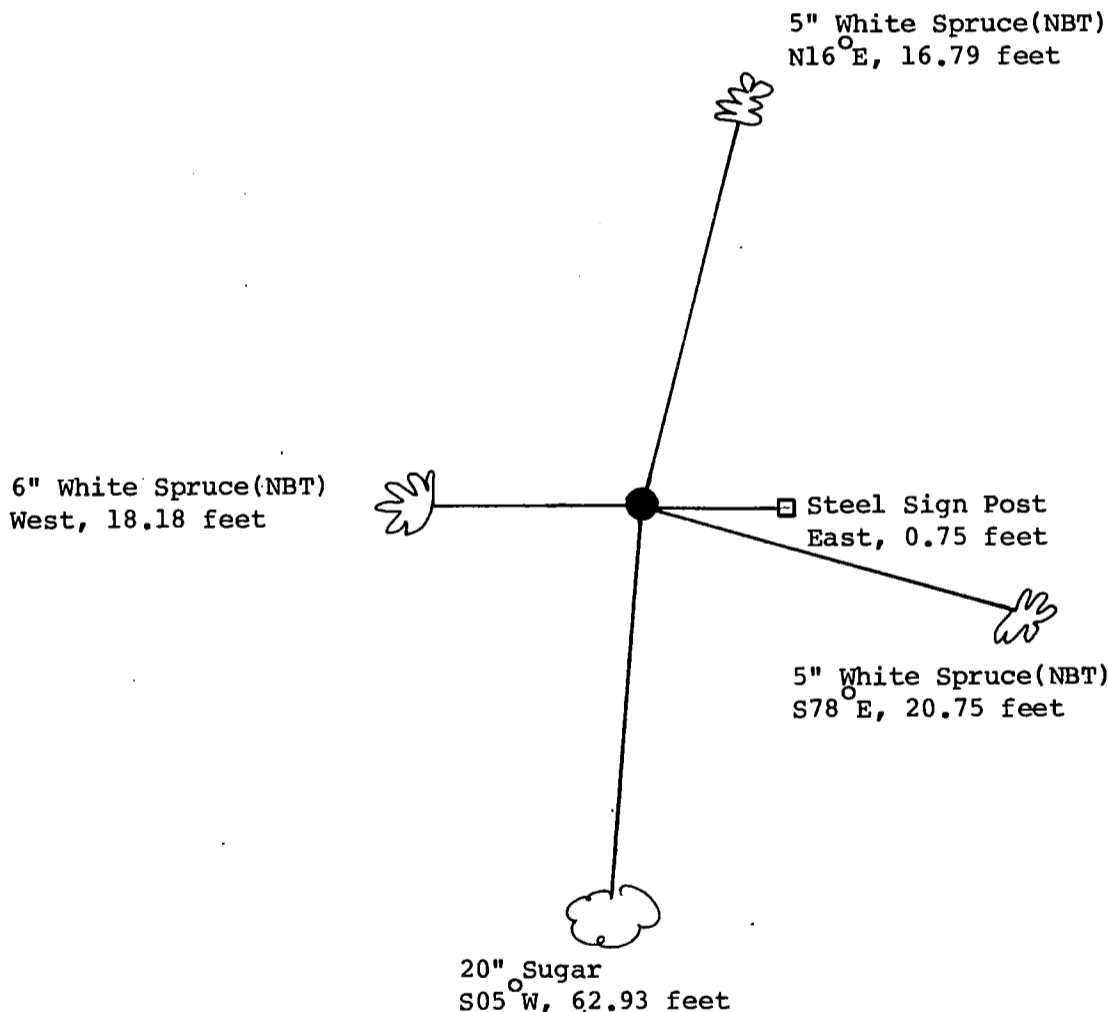 5" White Spruce(NBT)
N16°E, 16.79 feet
6" White Spruce(NBT)
West, 18.18 feet
Steel Sign Post
East, 0.75 feet
5" White Spruce(NBT)
S78°E, 20.75 feet
20" Sugar
S05°W, 62.93 feet